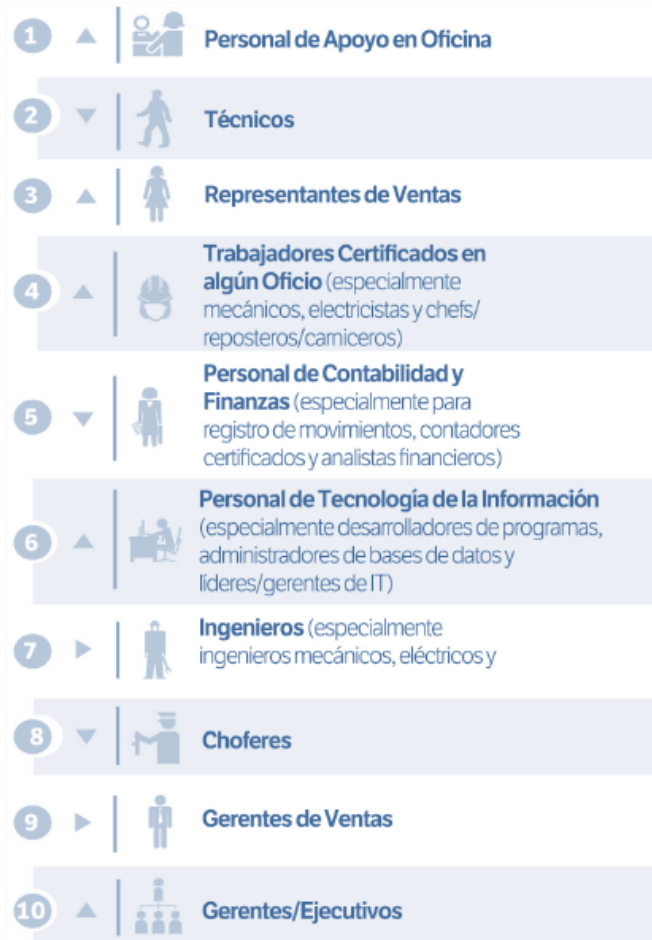 1 Personal de Apoyo en Oficina
2 Técnicos
3 Representantes de Ventas
4 Trabajadores Certificados en
algún Oficio (especialmente
mecánicos, electricistas y chefs/
reposteros/carniceros)
5 Personal de Contabilidad y
Finanzas (especialmente para
registro de movimientos, contadores
certificados y analistas financieros)
6 Personal de Tecnología de la Información
(especialmente desarrolladores de programas,
administradores de bases de datos y
líderes/gerentes de IT)
7 Ingenieros (especialmente
ingenieros mecánicos, eléctricos y
8 Choferes
9 Gerentes de Ventas
10 Gerentes/Ejecutivos